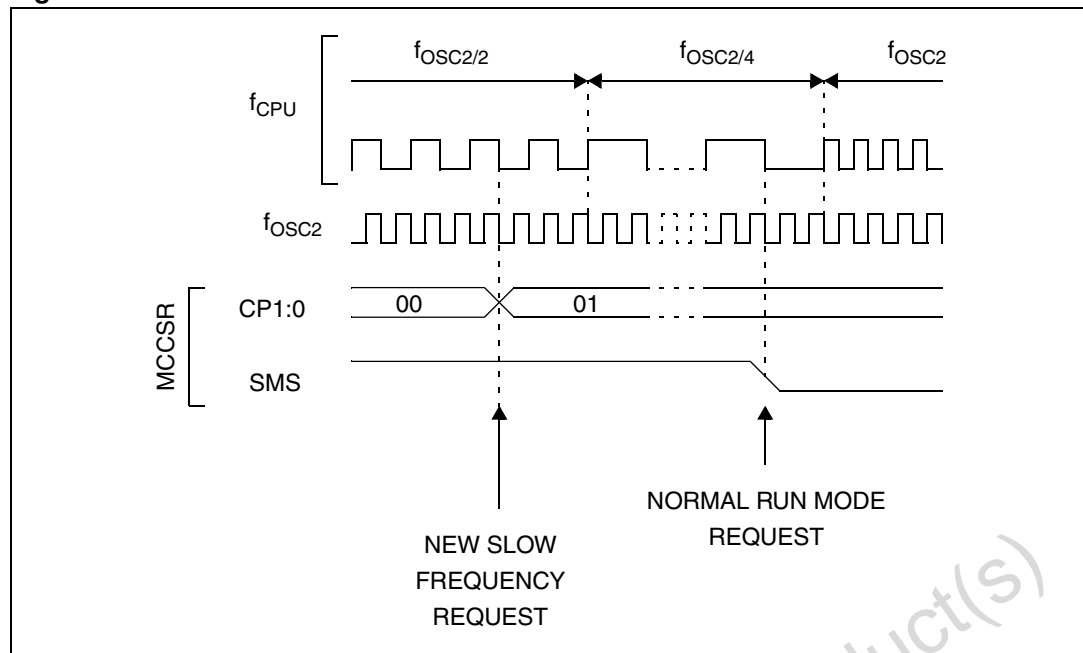 fOSC2/2
fOSC2/4
fOSC2
fCPU
fOSC2
MCCSR
CP1:0
00
01
SMS
NEW SLOW
FREQUENCY
REQUEST
NORMAL RUN MODE
REQUEST